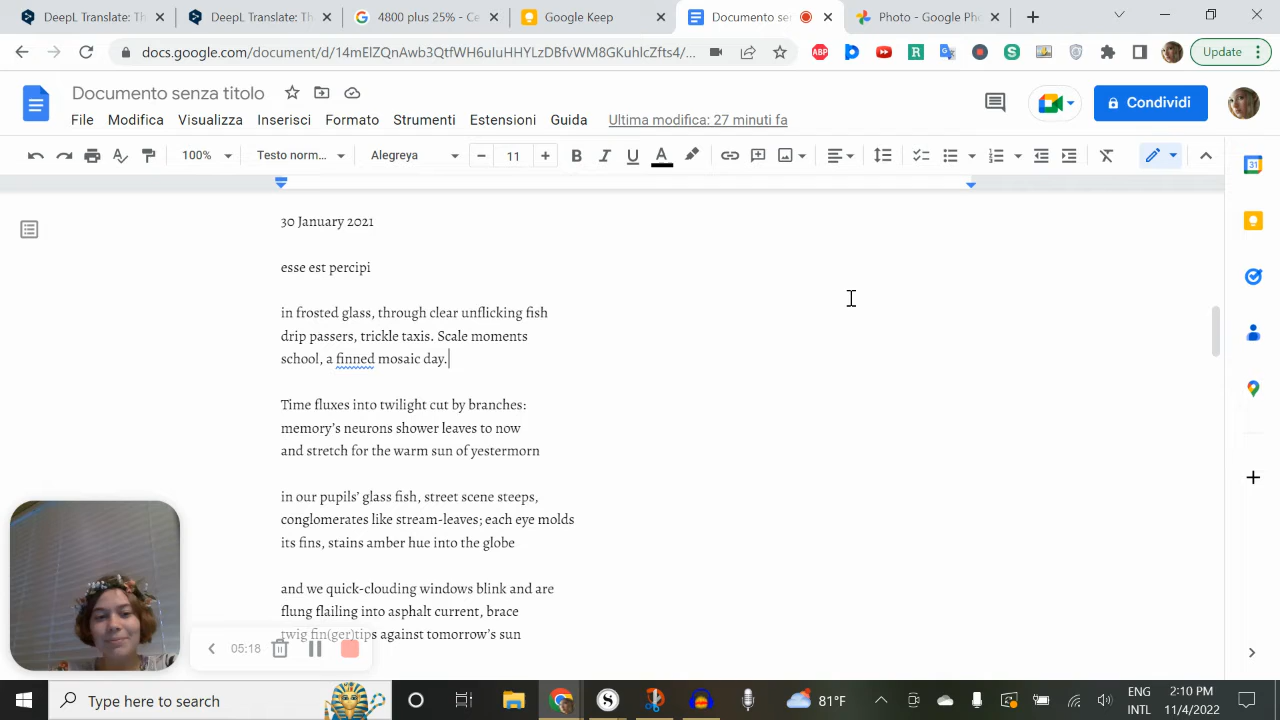 DeepL Translate: Th
DeepL Translate: Th
4800 plus25% - Ce
Google Keep
Documento sen
Photo - Google Pho
docs.google.com/document/d/14mElZQnAwb3QtfWH6uIuHHYLzDBfvWM8GKuhlcZfts4/...
ABP
R
S
Update
Documento senza titolo
File Modifica Visualizza Inserisci Formato Strumenti Estensioni Guida Ultima modifica: 27 minuti fa
Condividi
100% Testo norm... Alegreya 11 B I U A
31
30 January 2021
esse est percipi
in frosted glass, through clear unflicking fish
drip passers, trickle taxis. Scale moments
school, a finned mosaic day.
Time fluxes into twilight cut by branches:
memory's neurons shower leaves to now
and stretch for the warm sun of yestermorn
in our pupils' glass fish, street scene steeps,
conglomerates like stream-leaves; each eye molds
its fins, stains amber hue into the globe
and we quick-clouding windows blink and are
flung flailing into asphalt current, brace
twig fin(ger)tips against tomorrow's sun
05:18
Type here to search
S
81°F
ENG
INTL
2:10 PM
11/4/2022